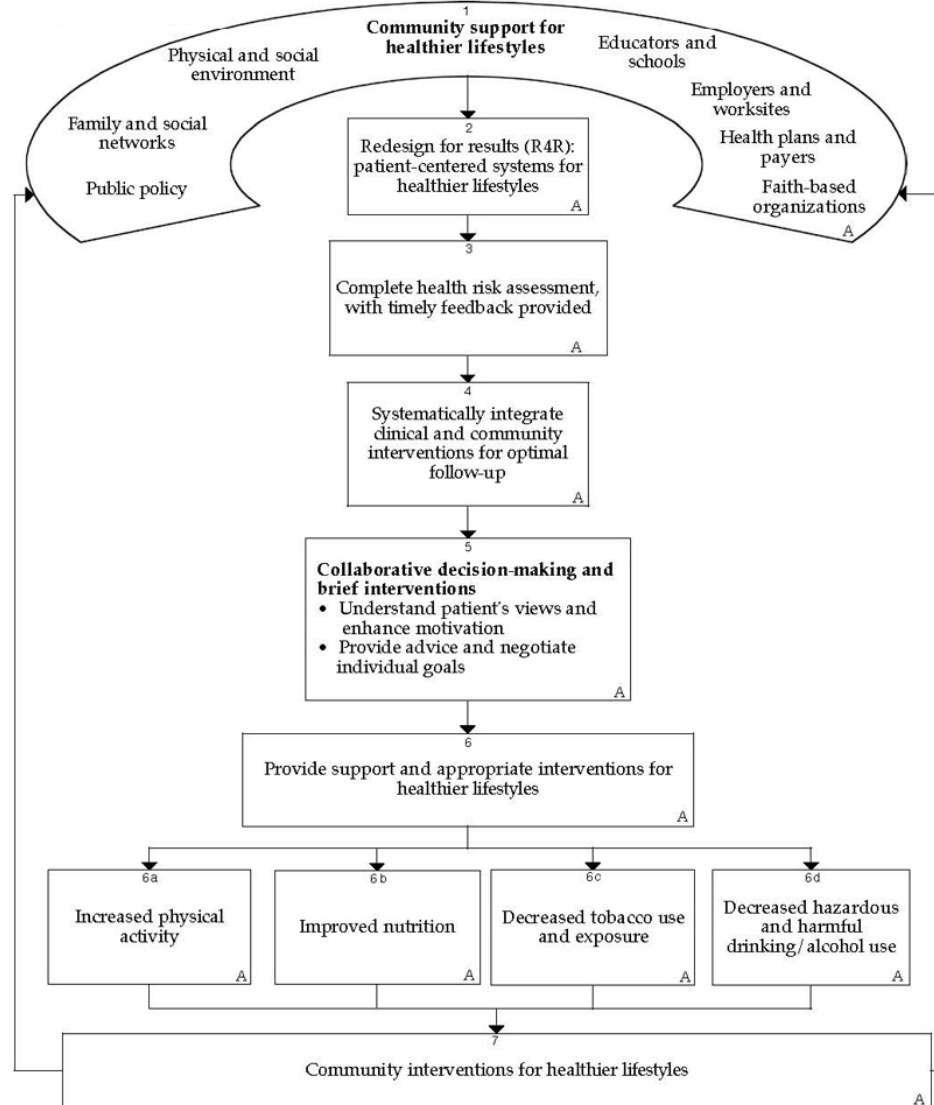 1
Community support for
healthier lifestyles
Physical and social
environment
Family and social
networks
Public policy
Educators and
schools
Employers and
worksites
Health plans and
payers
Faith-based
organizations
A
2
Redesign for results (R4R):
patient-centered systems for
healthier lifestyles
A
3
Complete health risk assessment,
with timely feedback provided
A
4
Systematically integrate
clinical and community
interventions for optimal
follow-up
A
5
Collaborative decision-making and
brief interventions
• Understand patient's views and
enhance motivation
• Provide advice and negotiate
individual goals
A
6
Provide support and appropriate interventions for
healthier lifestyles
A
6a
Increased physical
activity
A
6b
Improved nutrition
A
6c
Decreased tobacco use
and exposure
A
6d
Decreased hazardous
and harmful
drinking/alcohol use
A
7
Community interventions for healthier lifestyles
A